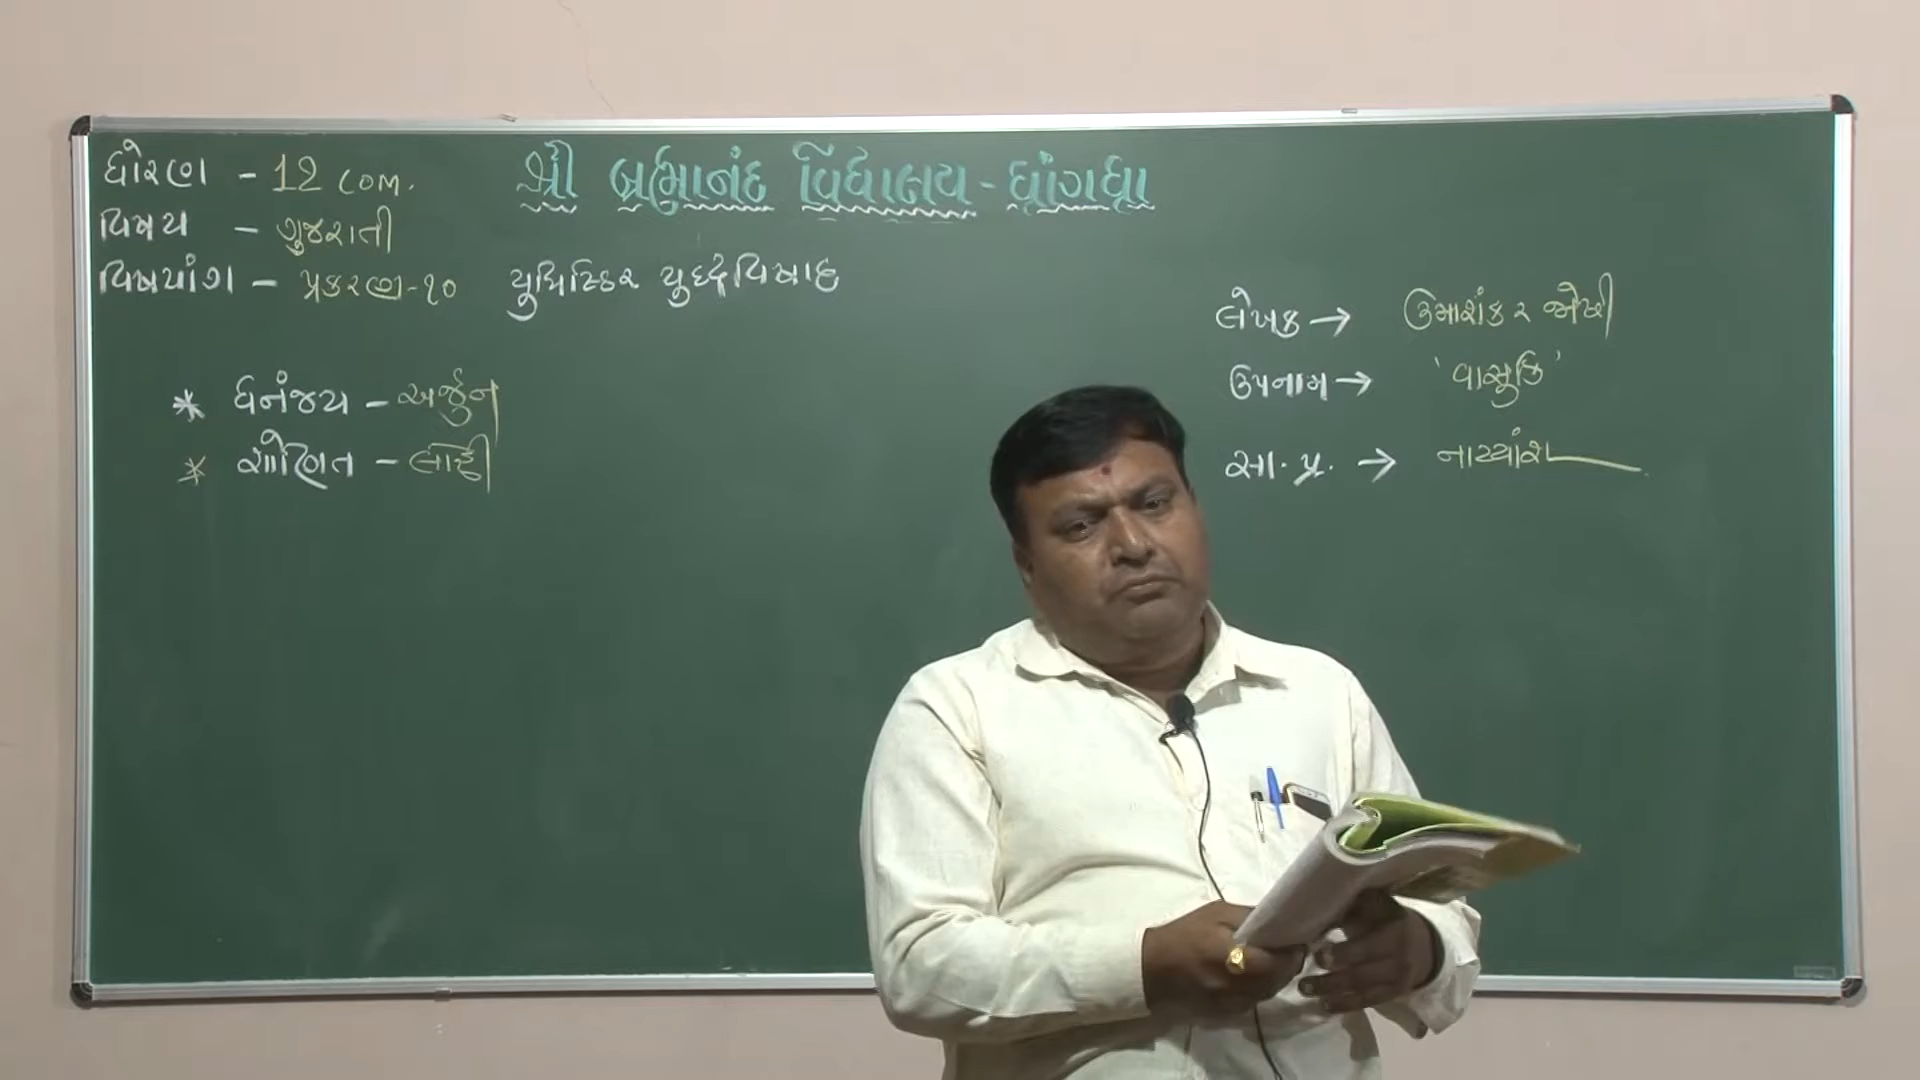 શ્રી બ્રહ્માનંદ વિદ્યાલય - ધ્રાંગધ્રા
ધોરણ - 12 COM.
વિષય - ગુજરાતી
વિષયાંગ - પ્રકરણ-૧૦ યુધિષ્ઠિર યુદ્ધવિષાદ
લેખક → ઉમાશંકર જોષી
ઉપનામ → 'વાસુકિ'
સા. પ્ર. → નાટ્યાંશ
* ધનંજય - અર્જુન
* શોણિત - લોહી